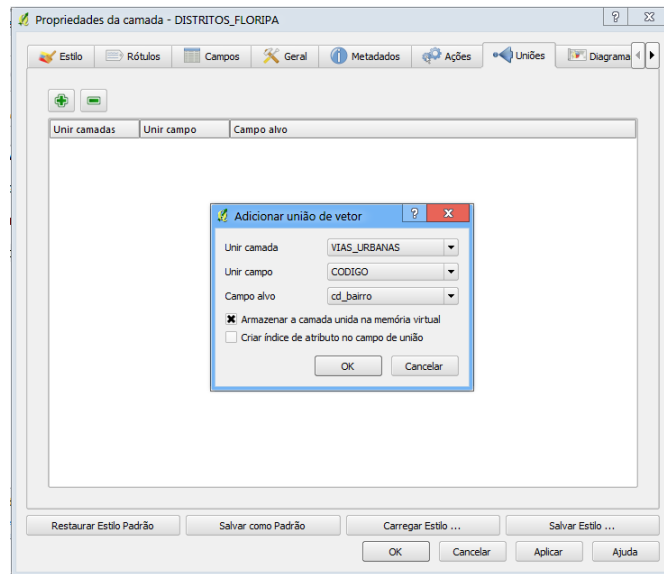 Propriedades da camada - DISTRITOS_FLORIPA
Estilo Rótulos Campos Geral Metadados Ações Uniões Diagrama
Unir camadas Unir campo Campo alvo
Adicionar união de vetor
Unir camada VIAS_URBANAS
Unir campo CODIGO
Campo alvo cd_bairro
Armazenar a camada unida na memória virtual
Criar índice de atributo no campo de união
OK Cancelar
Restaurar Estilo Padrão Salvar como Padrão Carregar Estilo ... Salvar Estilo ...
OK Cancelar Aplicar Ajuda